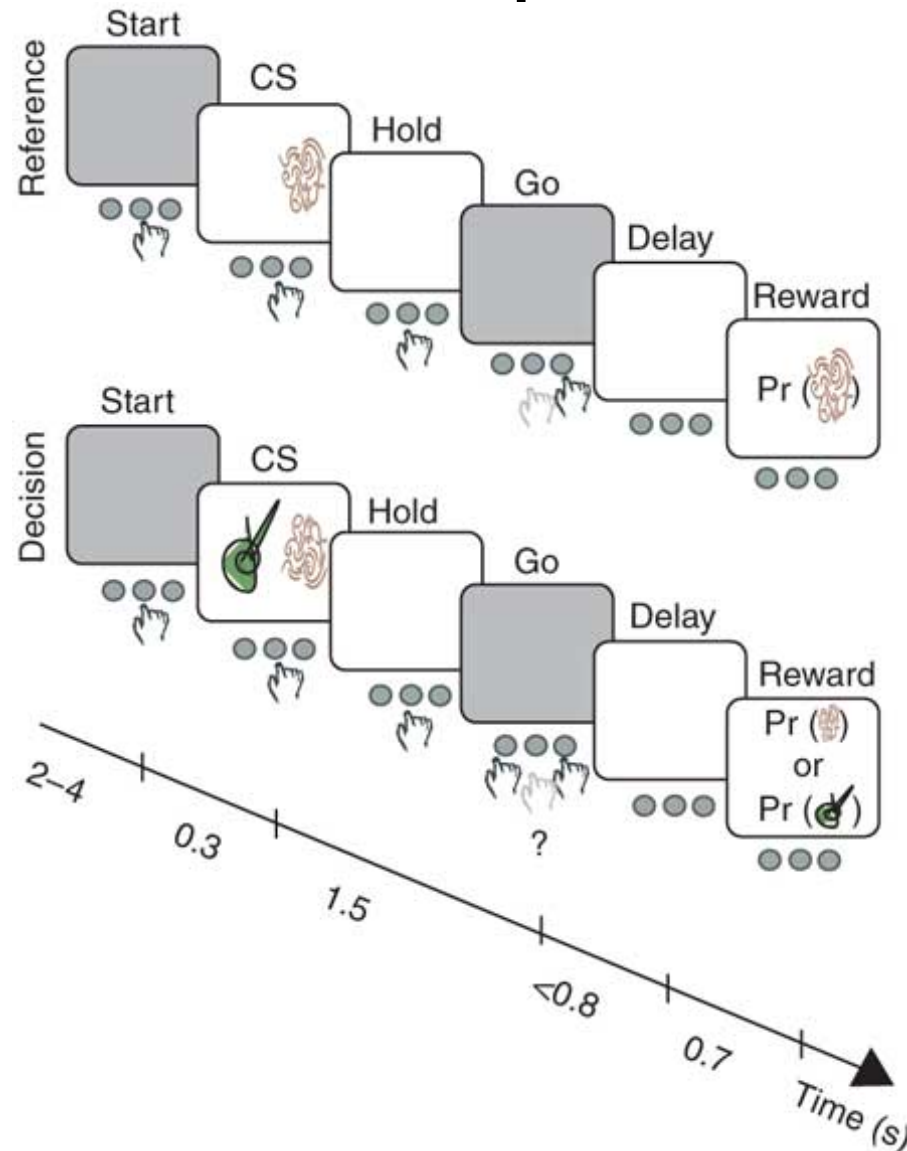 Reference
Start
CS
Hold
Go
Delay
Reward
Pr ( )
Decision
Start
CS
Hold
Go
?
Delay
Reward
Pr ( )
or
Pr ( )
2–4
0.3
1.5
<0.8
0.7
Time (s)